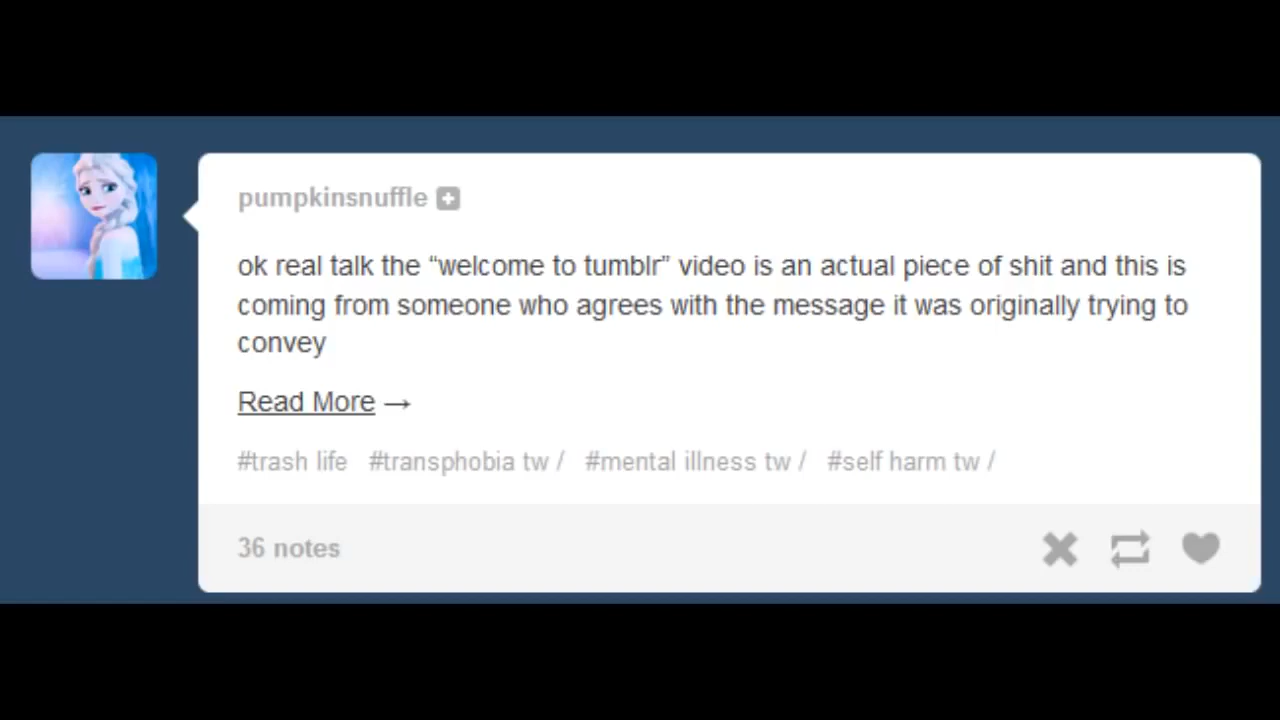 pumpkinsnuffle
ok real talk the “welcome to tumblr” video is an actual piece of shit and this is
coming from someone who agrees with the message it was originally trying to
convey
Read More →
#trash life #transphobia tw / #mental illness tw / #self harm tw /
36 notes